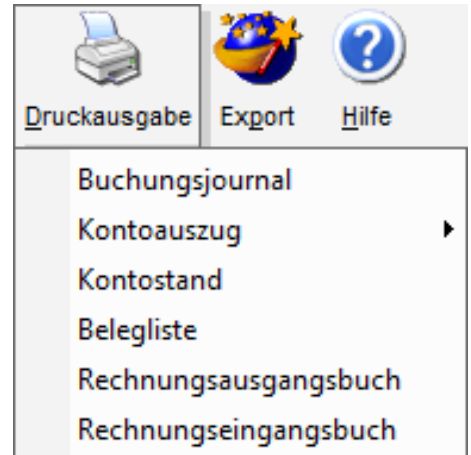 Druckausgabe Export Hilfe
Buchungsjournal
Kontoauszug
Kontostand
Belegliste
Rechnungsausgangsbuch
Rechnungseingangsbuch